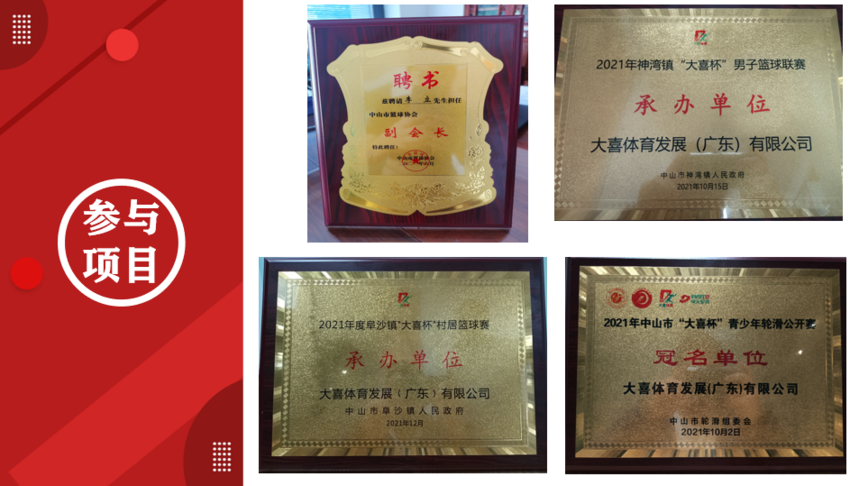 参与
项目
聘书
兹聘请李立先生担任
中山市篮球协会
副会长
特此聘任!
中山市篮球协会
2021年神湾镇“大喜杯”男子篮球联赛
承办单位
大喜体育发展（广东）有限公司
中山市神湾镇人民政府
2021年10月15日
2021年度阜沙镇"大喜杯"村居篮球赛
承办单位
大喜体育发展（广东）有限公司
中山市阜沙镇人民政府
2021年12月
2021年中山市“大喜杯”青少年轮滑公开赛
冠名单位
大喜体育发展(广东)有限公司
中山市轮滑组委会
2021年10月2日